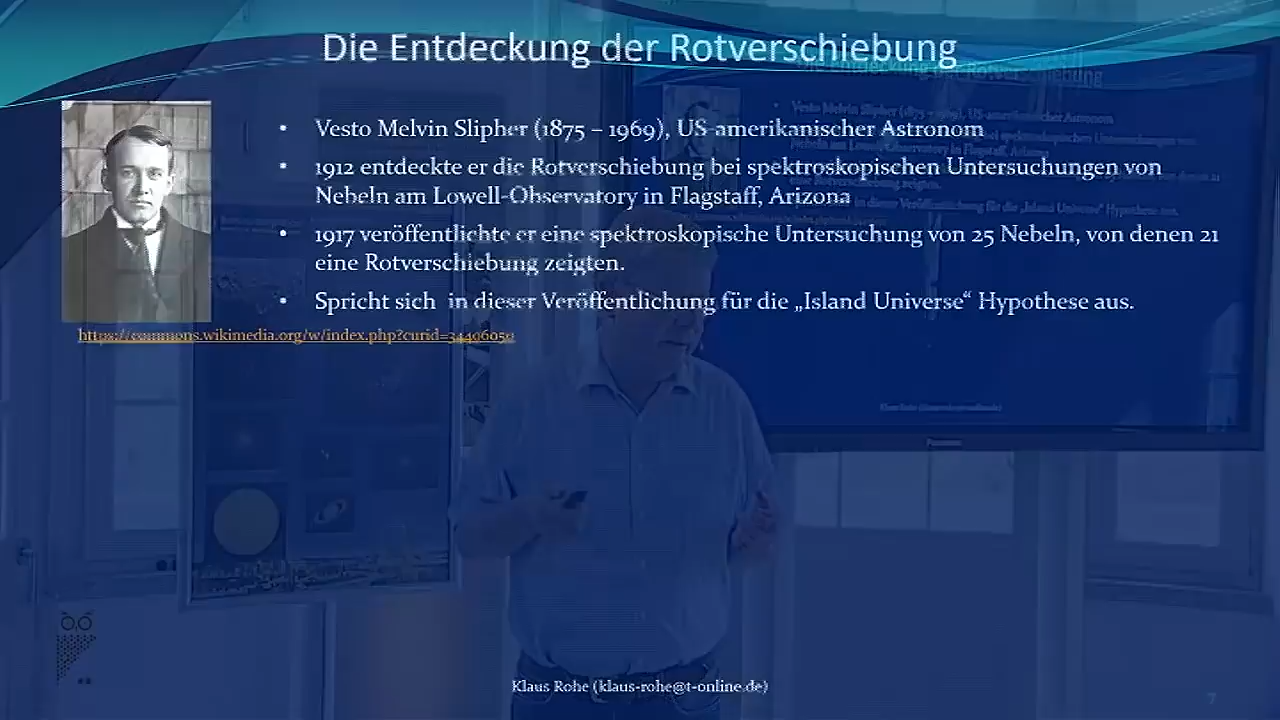 Die Entdeckung der Rotverschiebung
Vesto Melvin Slipher (1875 – 1969), US-amerikanischer Astronom
1912 entdeckte er die Rotverschiebung bei spektroskopischen Untersuchungen von
Nebeln am Lowell-Observatory in Flagstaff, Arizona
1917 veröffentlichte er eine spektroskopische Untersuchung von 25 Nebeln, von denen 21
eine Rotverschiebung zeigten.
Spricht sich in dieser Veröffentlichung für die „Island Universe“ Hypothese aus.
https://commons.wikimedia.org/w/index.php?curid=34496050
Klaus Rohe (klaus-rohe@t-online.de)
7